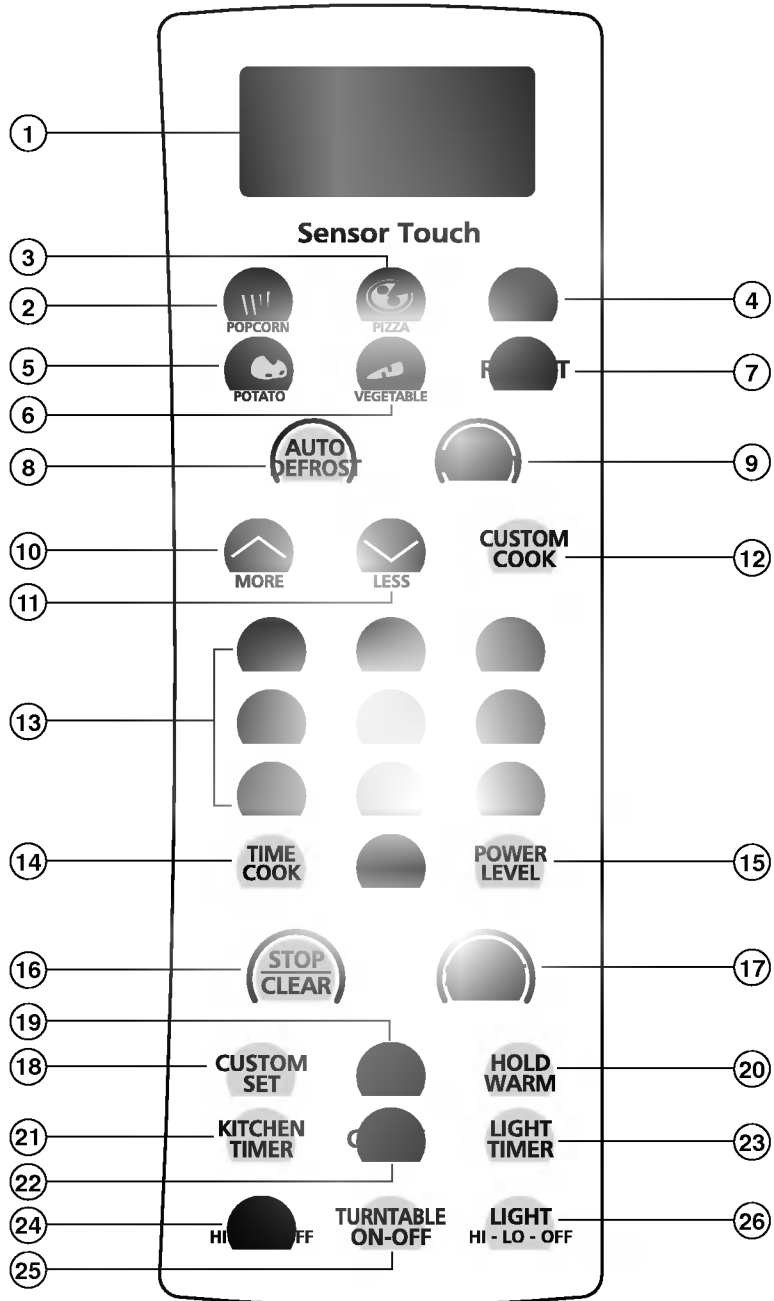 1
Sensor Touch
3
2
POPCORN
PIZZA
4
5
POTATO
VEGETABLE
7
6
8
AUTO
DEFROST
9
10
MORE
LESS
CUSTOM
COOK
12
11
13
14
TIME
COOK
POWER
LEVEL
15
16
STOP
CLEAR
17
19
18
CUSTOM
SET
HOLD
WARM
20
21
KITCHEN
TIMER
LIGHT
TIMER
23
22
24
HI
FF
TURNTABLE
ON-OFF
LIGHT
HI - LO - OFF
26
25